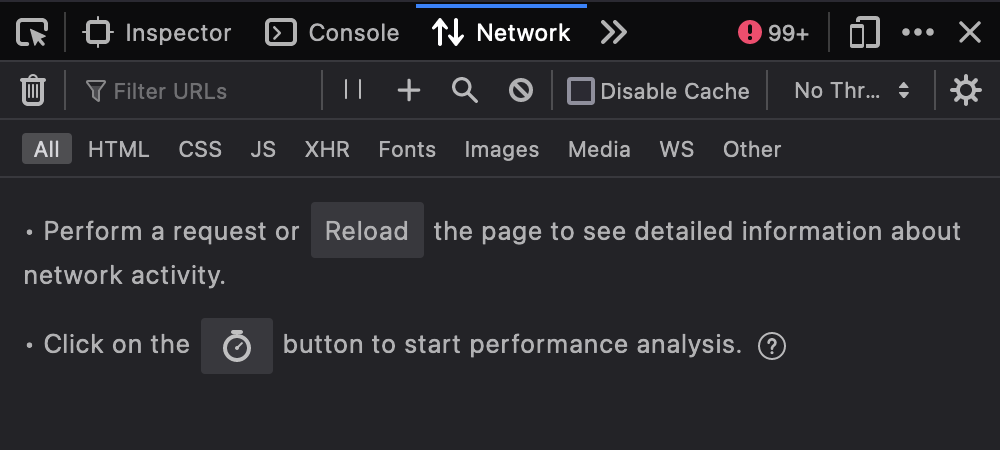 Inspector Console Network 99+
Filter URLs Disable Cache No Thr...
All HTML CSS JS XHR Fonts Images Media WS Other
• Perform a request or Reload the page to see detailed information about
network activity.
• Click on the button to start performance analysis. ?